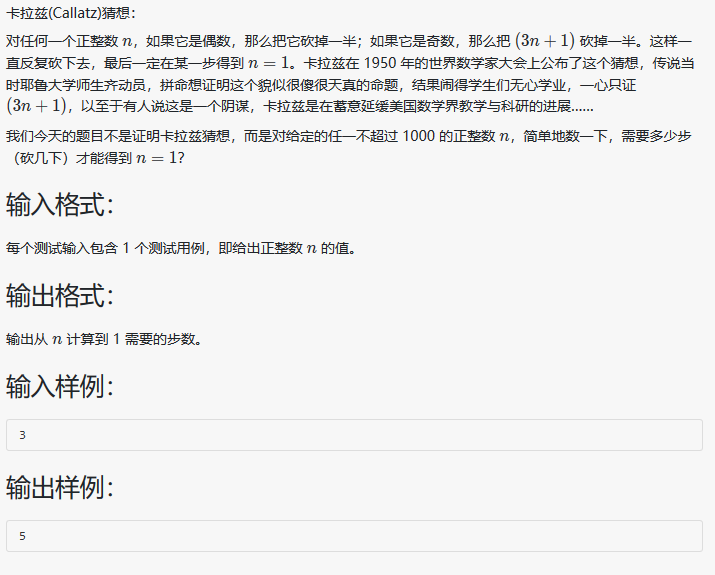 卡拉兹(Callatz)猜想：
对任何一个正整数 n，如果它是偶数，那么把它砍掉一半；如果它是奇数，那么把 (3n + 1) 砍掉一半。这样一
直反复砍下去，最后一定在某一步得到 n = 1。卡拉兹在 1950 年的世界数学家大会上公布了这个猜想，传说当
时耶鲁大学师生齐动员，拼命想证明这个貌似很傻很天真的命题，结果闹得学生们无心学业，一心只证
(3n + 1)，以至于有人说这是一个阴谋，卡拉兹是在蓄意延缓美国数学界教学与科研的进展……
我们今天的题目不是证明卡拉兹猜想，而是对给定的任一不超过 1000 的正整数 n，简单地数一下，需要多少步
（砍几下）才能得到 n = 1？
输入格式：
每个测试输入包含 1 个测试用例，即给出正整数 n 的值。
输出格式：
输出从 n 计算到 1 需要的步数。
输入样例：
3
输出样例：
5